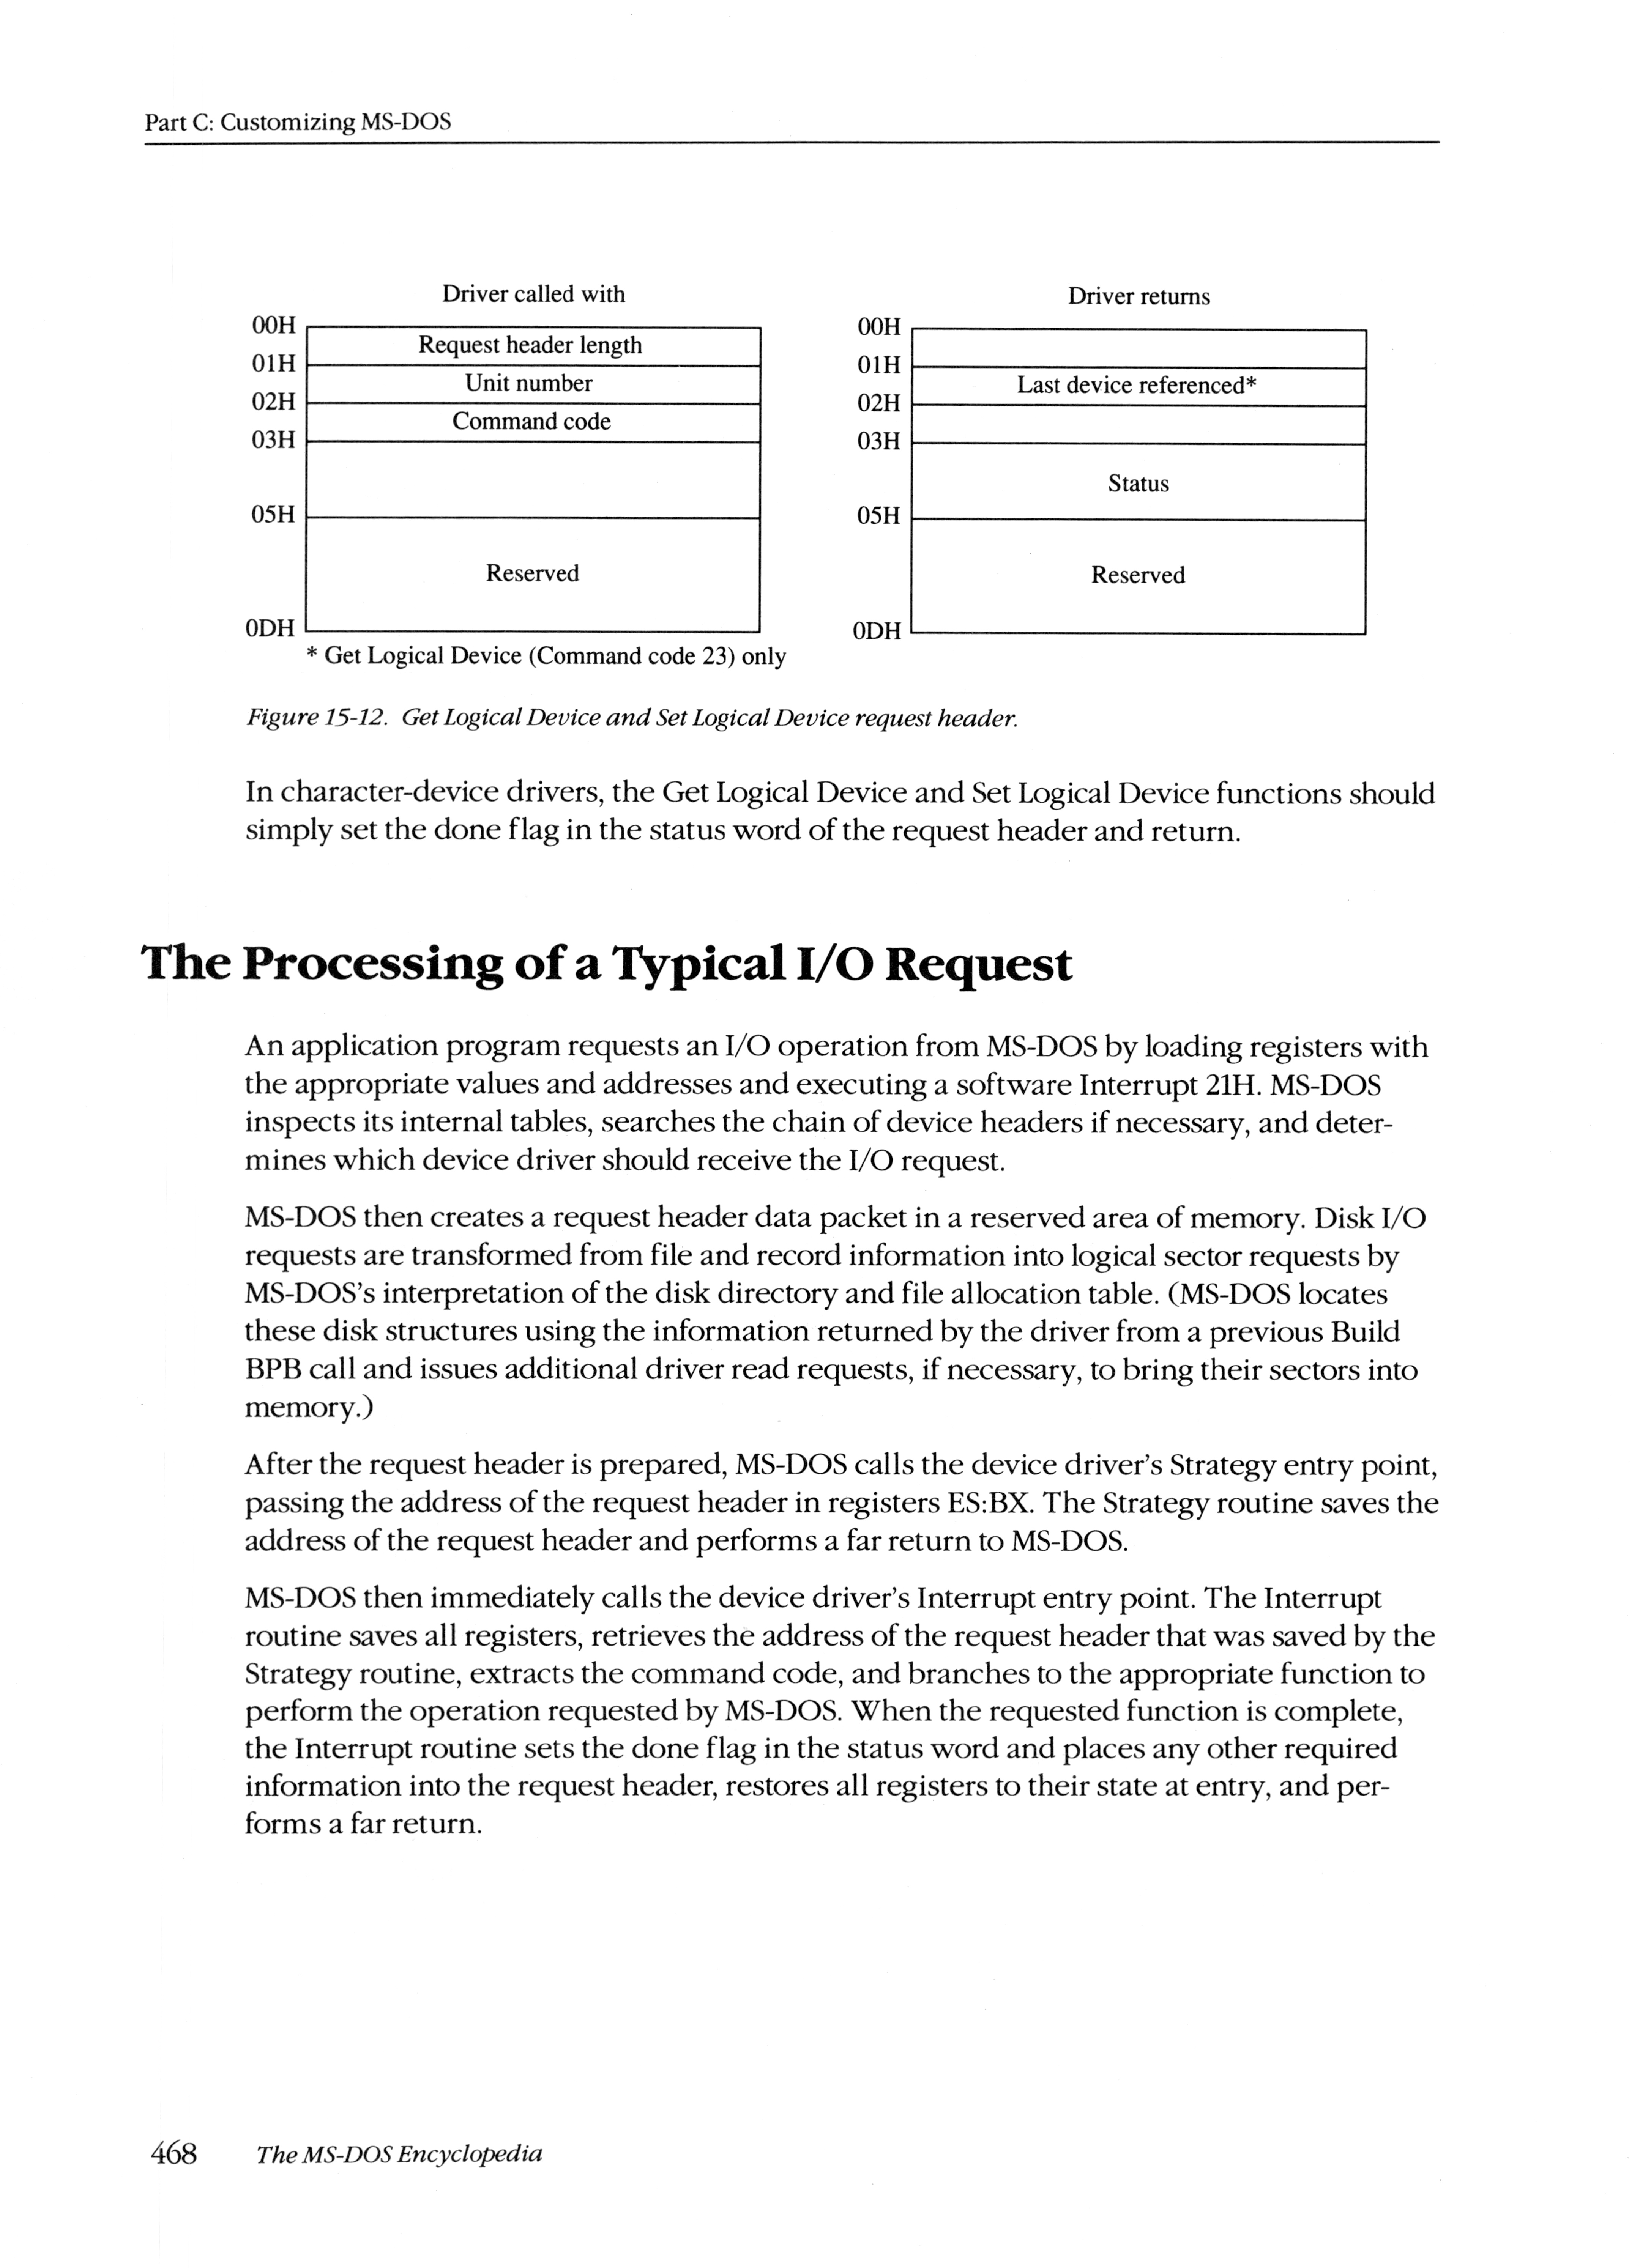 Part C: Customizing MS-DOS
Driver called with
00H
Request header length
01H
Unit number
02H
Command code
03H
05H
Reserved
0DH
* Get Logical Device (Command code 23) only
Driver returns
00H
01H
Last device referenced*
02H
03H
Status
05H
Reserved
0DH
Figure 15-12. Get Logical Device and Set Logical Device request header.
In character-device drivers, the Get Logical Device and Set Logical Device functions should
simply set the done flag in the status word of the request header and return.
The Processing of a Typical I/O Request
An application program requests an I/O operation from MS-DOS by loading registers with
the appropriate values and addresses and executing a software Interrupt 21H. MS-DOS
inspects its internal tables, searches the chain of device headers if necessary, and deter-
mines which device driver should receive the I/O request.
MS-DOS then creates a request header data packet in a reserved area of memory. Disk I/O
requests are transformed from file and record information into logical sector requests by
MS-DOS's interpretation of the disk directory and file allocation table. (MS-DOS locates
these disk structures using the information returned by the driver from a previous Build
BPB call and issues additional driver read requests, if necessary, to bring their sectors into
memory.)
After the request header is prepared, MS-DOS calls the device driver's Strategy entry point,
passing the address of the request header in registers ES:BX. The Strategy routine saves the
address of the request header and performs a far return to MS-DOS.
MS-DOS then immediately calls the device driver's Interrupt entry point. The Interrupt
routine saves all registers, retrieves the address of the request header that was saved by the
Strategy routine, extracts the command code, and branches to the appropriate function to
perform the operation requested by MS-DOS. When the requested function is complete,
the Interrupt routine sets the done flag in the status word and places any other required
information into the request header, restores all registers to their state at entry, and per-
forms a far return.
468 The MS-DOS Encyclopedia